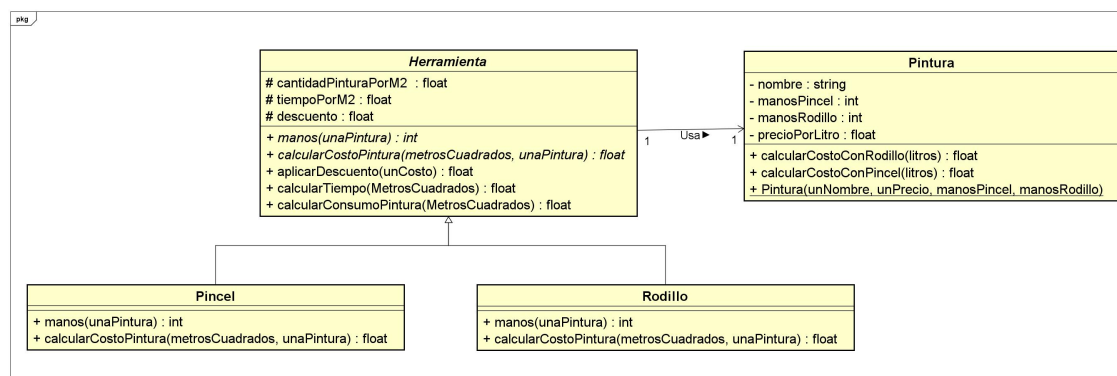 pkg
Herramienta
# cantidadPinturaPorM2 : float
# tiempoPorM2 : float
# descuento : float
+ manos(unaPintura) : int
+ calcularCostoPintura(metrosCuadrados, unaPintura) : float
+ aplicarDescuento(unCosto) : float
+ calcularTiempo(MetrosCuadrados) : float
+ calcularConsumoPintura(MetrosCuadrados) : float
1
Usa
1
Pintura
- nombre : string
- manosPincel : int
- manosRodillo : int
- precioPorLitro : float
+ calcularCostoConRodillo(litros) : float
+ calcularCostoConPincel(litros) : float
+ Pintura(unNombre, unPrecio, manosPincel, manosRodillo)
Pincel
+ manos(unaPintura) : int
+ calcularCostoPintura(metrosCuadrados, unaPintura) : float
Rodillo
+ manos(unaPintura) : int
+ calcularCostoPintura(metrosCuadrados, unaPintura) : float